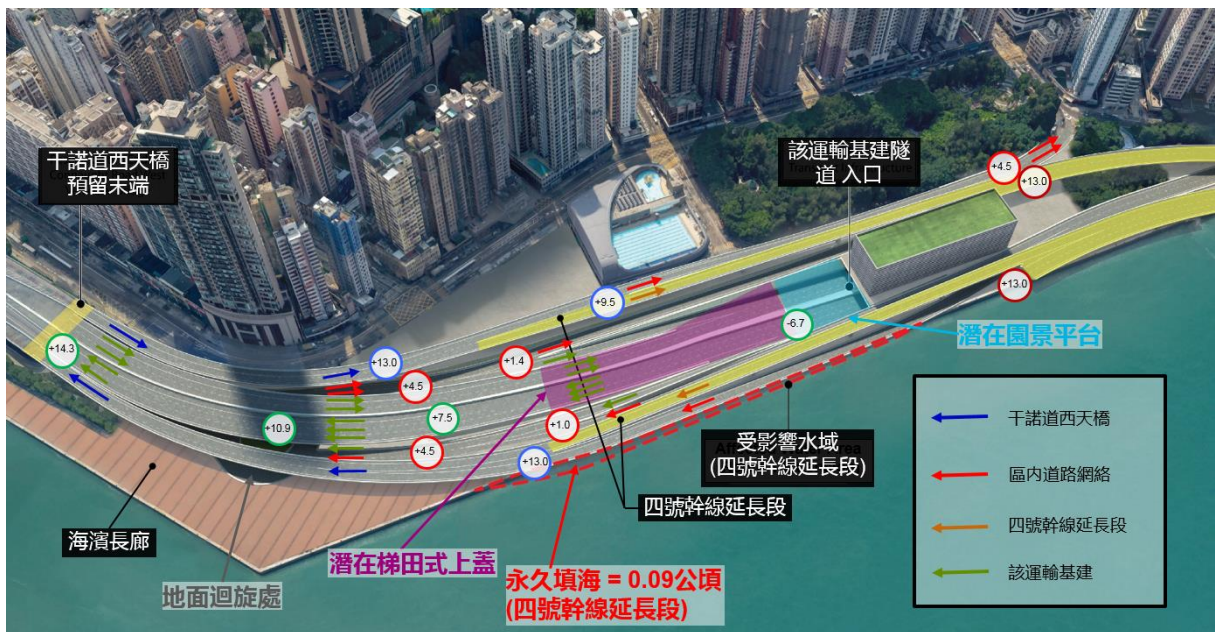 干諾道西天橋
預留末端
該運輸基建隧
道 入口
+4.5
+13.0
+9.5
+13.0
-6.7
潛在園景平台
+14.3
+13.0
+1.4
+4.5
+7.5
+10.9
+1.0
+4.5
+13.0
受影響水域
(四號幹線延長段)
四號幹線延長段
海濱長廊
地面迴旋處
潛在梯田式上蓋
永久填海 = 0.09公頃
(四號幹線延長段)
干諾道西天橋
區內道路網絡
四號幹線延長段
該運輸基建